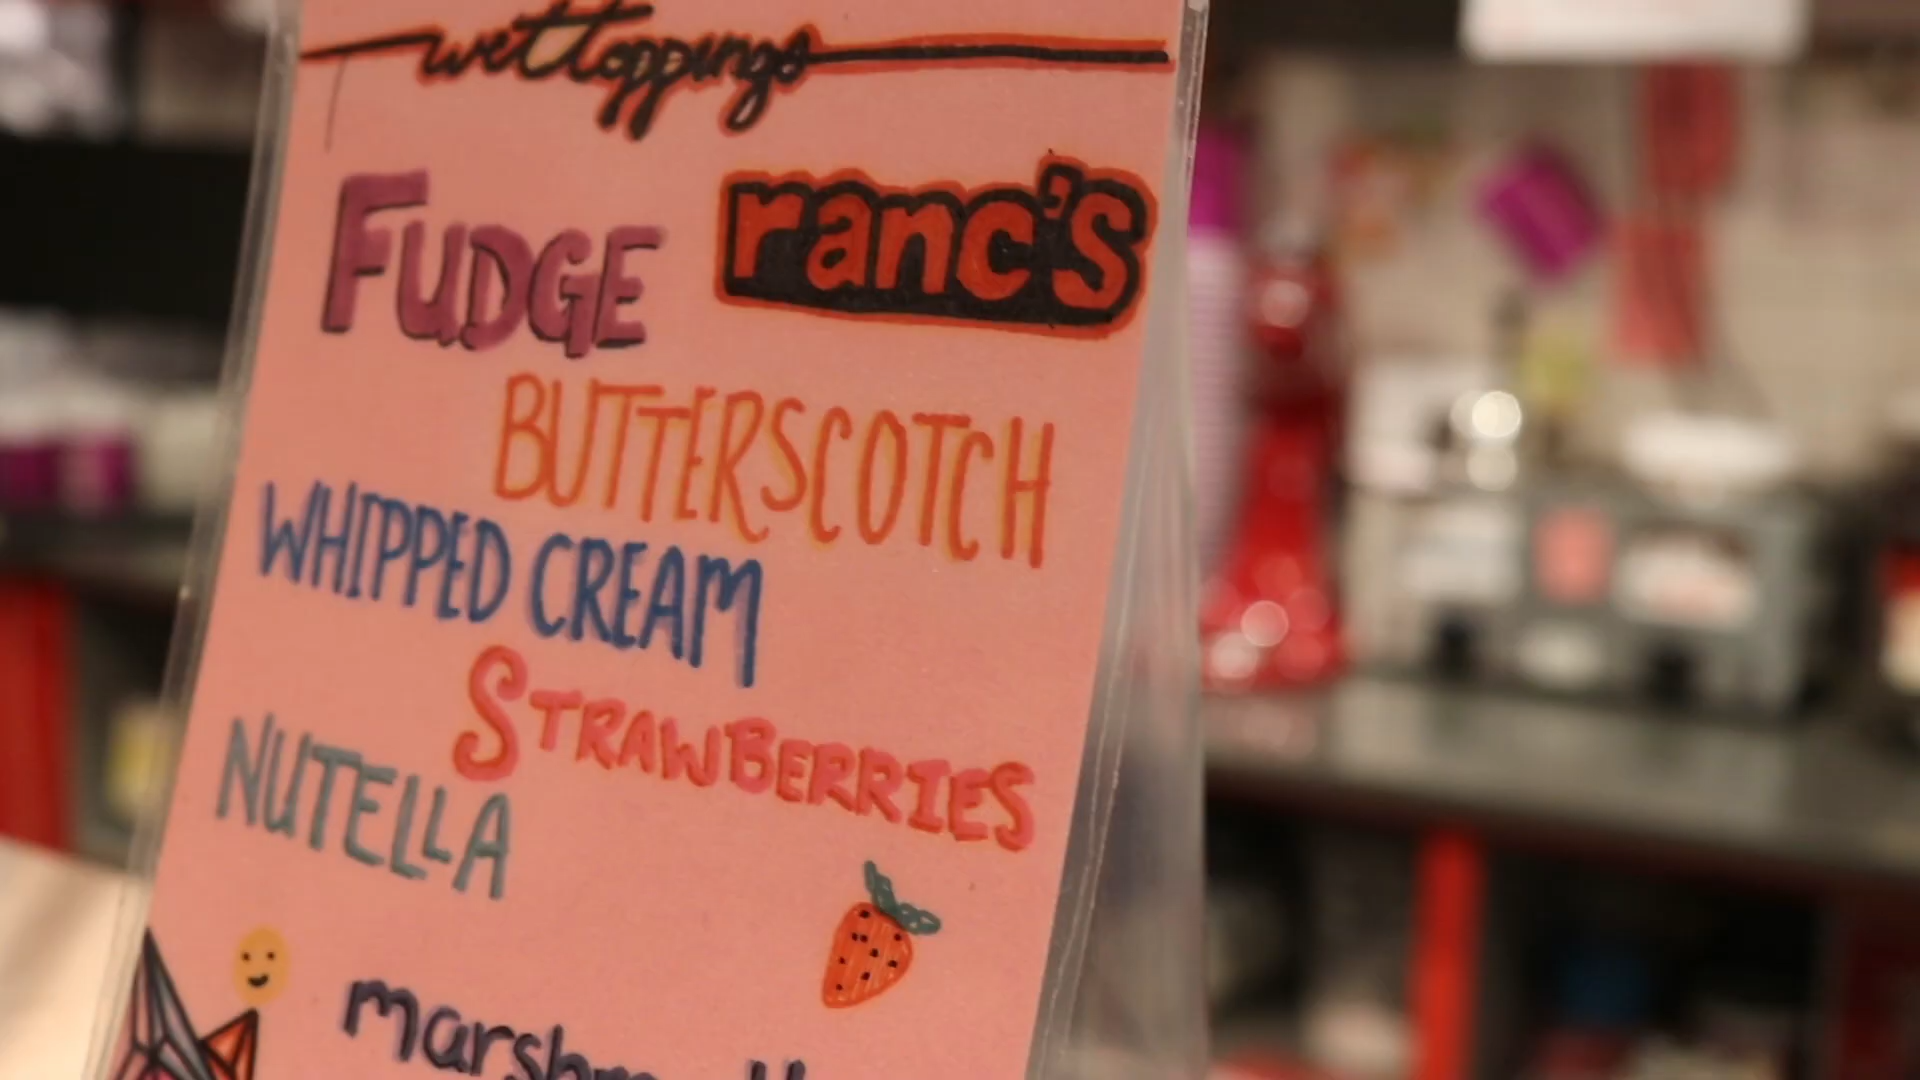 wet toppings
FUDGE ranc's
BUTTERSCOTCH
WHIPPED CREAM
STRAWBERRIES
NUTELLA